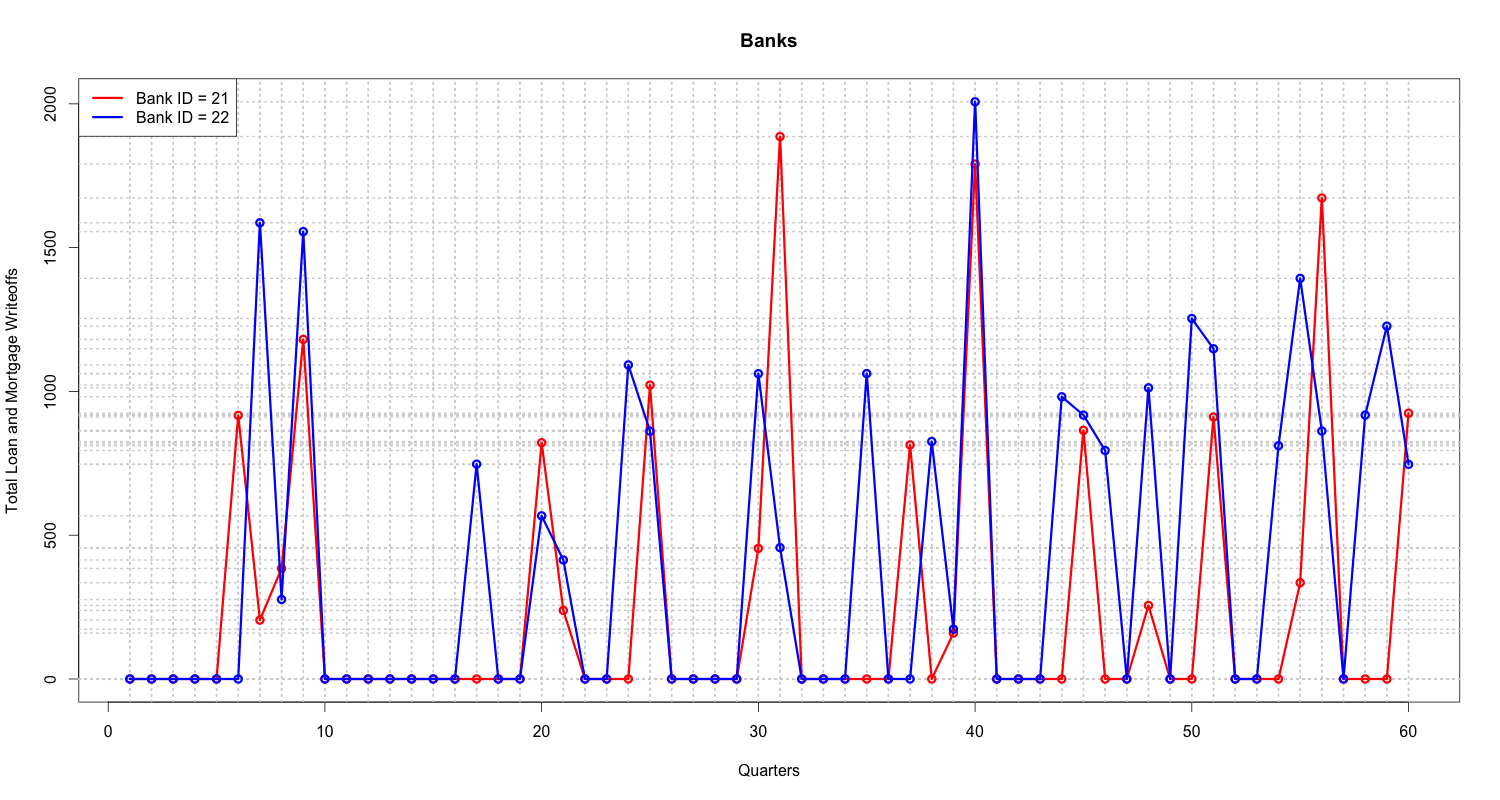 Banks
Bank ID = 21
Bank ID = 22
Total Loan and Mortgage Writeoffs
2000
1500
1000
500
0
0 10 20 30 40 50 60
Quarters